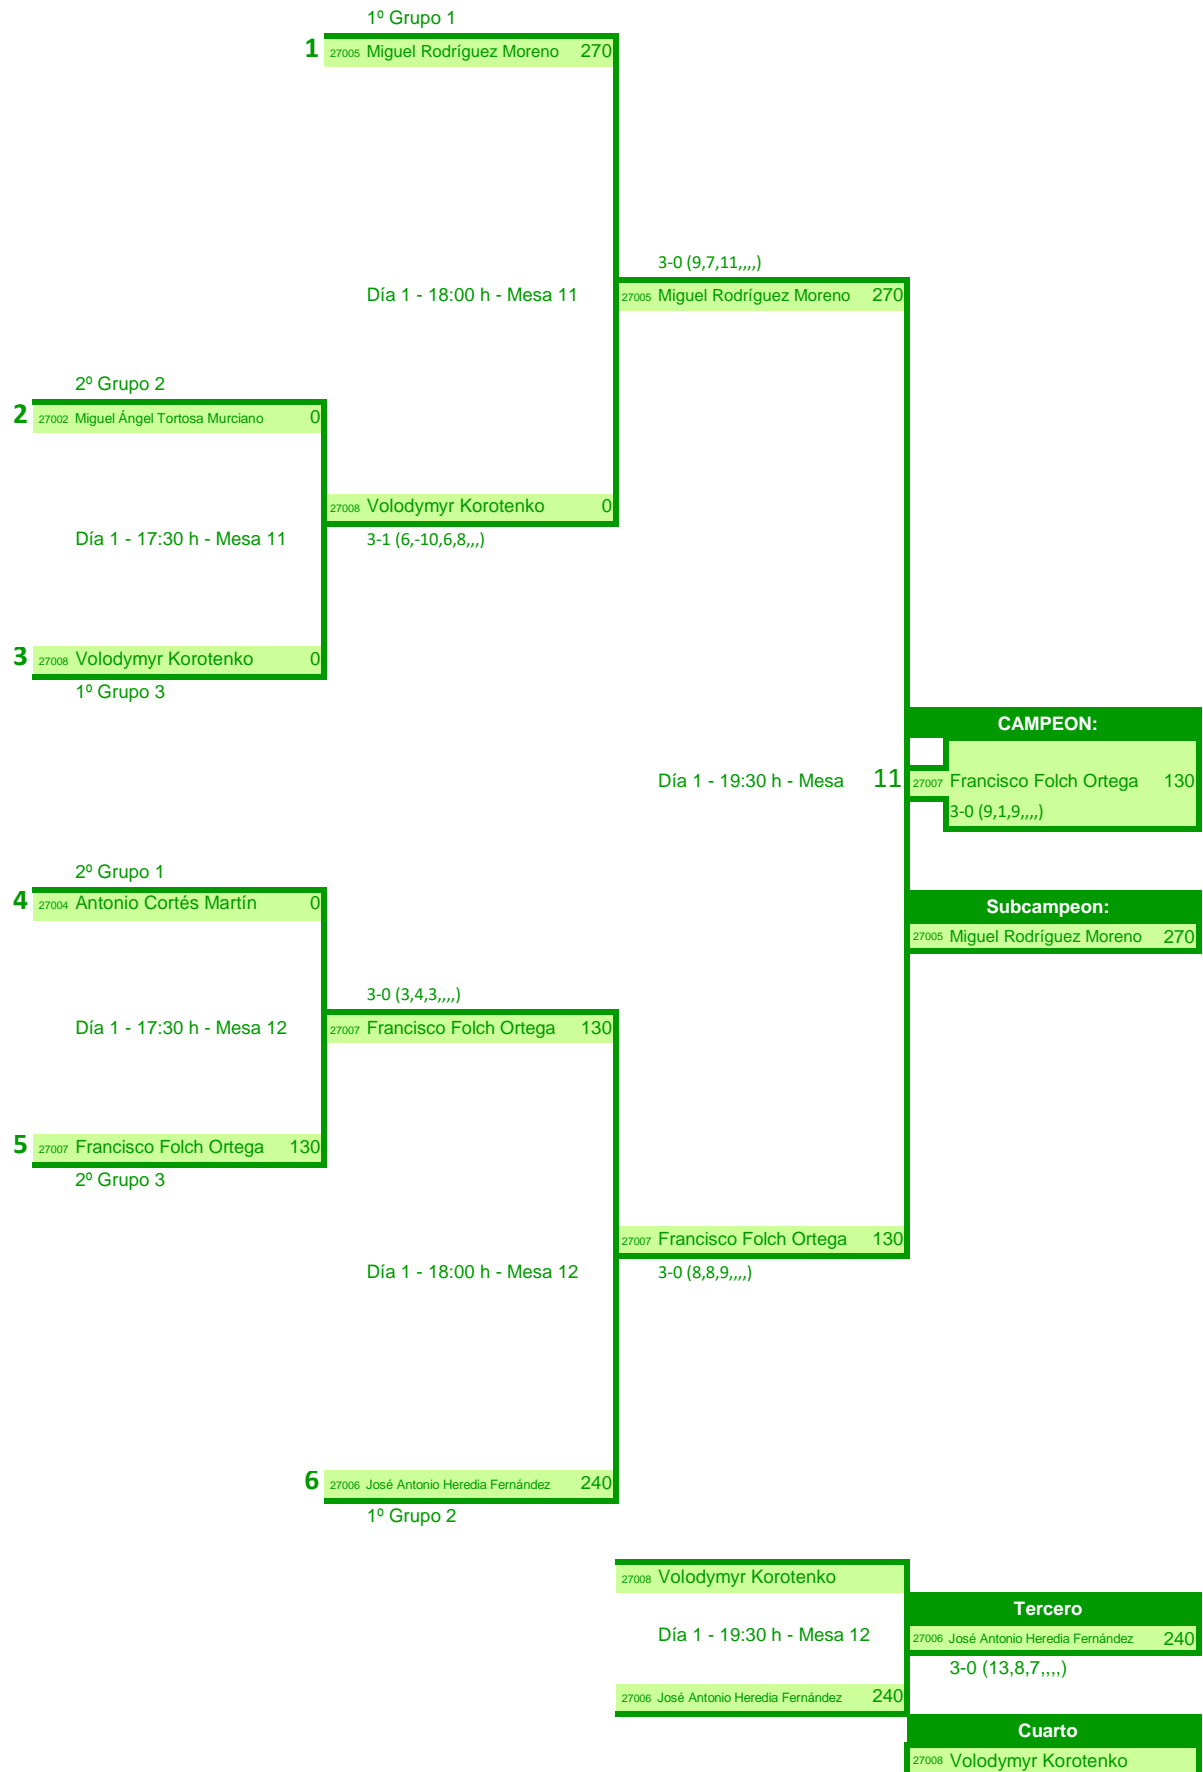 1º Grupo 1
1 27005 Miguel Rodríguez Moreno 270
3-0 (9,7,11,,,,)
Día 1 - 18:00 h - Mesa 11
27005 Miguel Rodríguez Moreno 270
2º Grupo 2
2 27002 Miguel Ángel Tortosa Murciano 0
27008 Volodymyr Korotenko 0
Día 1 - 17:30 h - Mesa 11
3-1 (6,-10,6,8,,,)
3 27008 Volodymyr Korotenko 0
1º Grupo 3
CAMPEON:
Día 1 - 19:30 h - Mesa 11
27007 Francisco Folch Ortega 130
3-0 (9,1,9,,,,)
2º Grupo 1
4 27004 Antonio Cortés Martín 0
Subcampeon:
27005 Miguel Rodríguez Moreno 270
3-0 (3,4,3,,,,)
Día 1 - 17:30 h - Mesa 12
27007 Francisco Folch Ortega 130
5 27007 Francisco Folch Ortega 130
2º Grupo 3
27007 Francisco Folch Ortega 130
Día 1 - 18:00 h - Mesa 12
3-0 (8,8,9,,,,)
6 27006 José Antonio Heredia Fernández 240
1º Grupo 2
27008 Volodymyr Korotenko
Tercero
Día 1 - 19:30 h - Mesa 12
27006 José Antonio Heredia Fernández 240
3-0 (13,8,7,,,,)
27006 José Antonio Heredia Fernández 240
Cuarto
27008 Volodymyr Korotenko